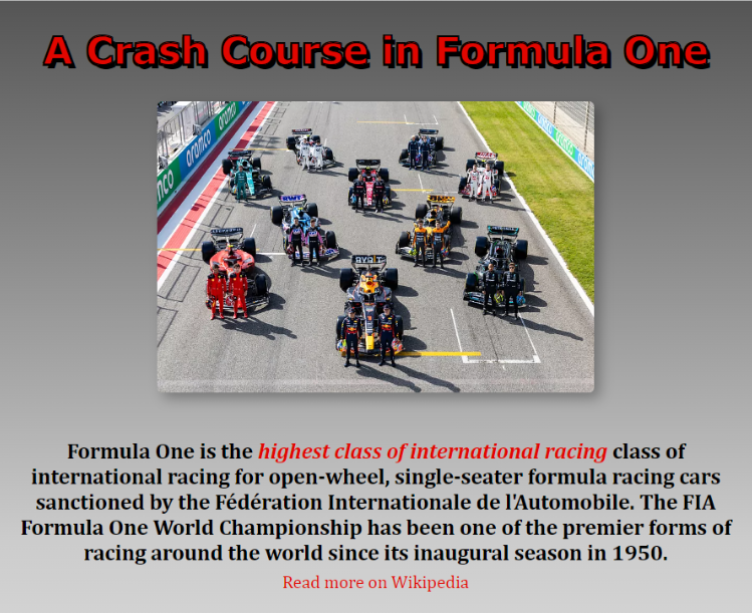 A Crash Course in Formula One
aramco
aramco
BWT
Formula One is the highest class of international racing class of
international racing for open-wheel, single-seater formula racing cars
sanctioned by the Fédération Internationale de l'Automobile. The FIA
Formula One World Championship has been one of the premier forms of
racing around the world since its inaugural season in 1950.
Read more on Wikipedia